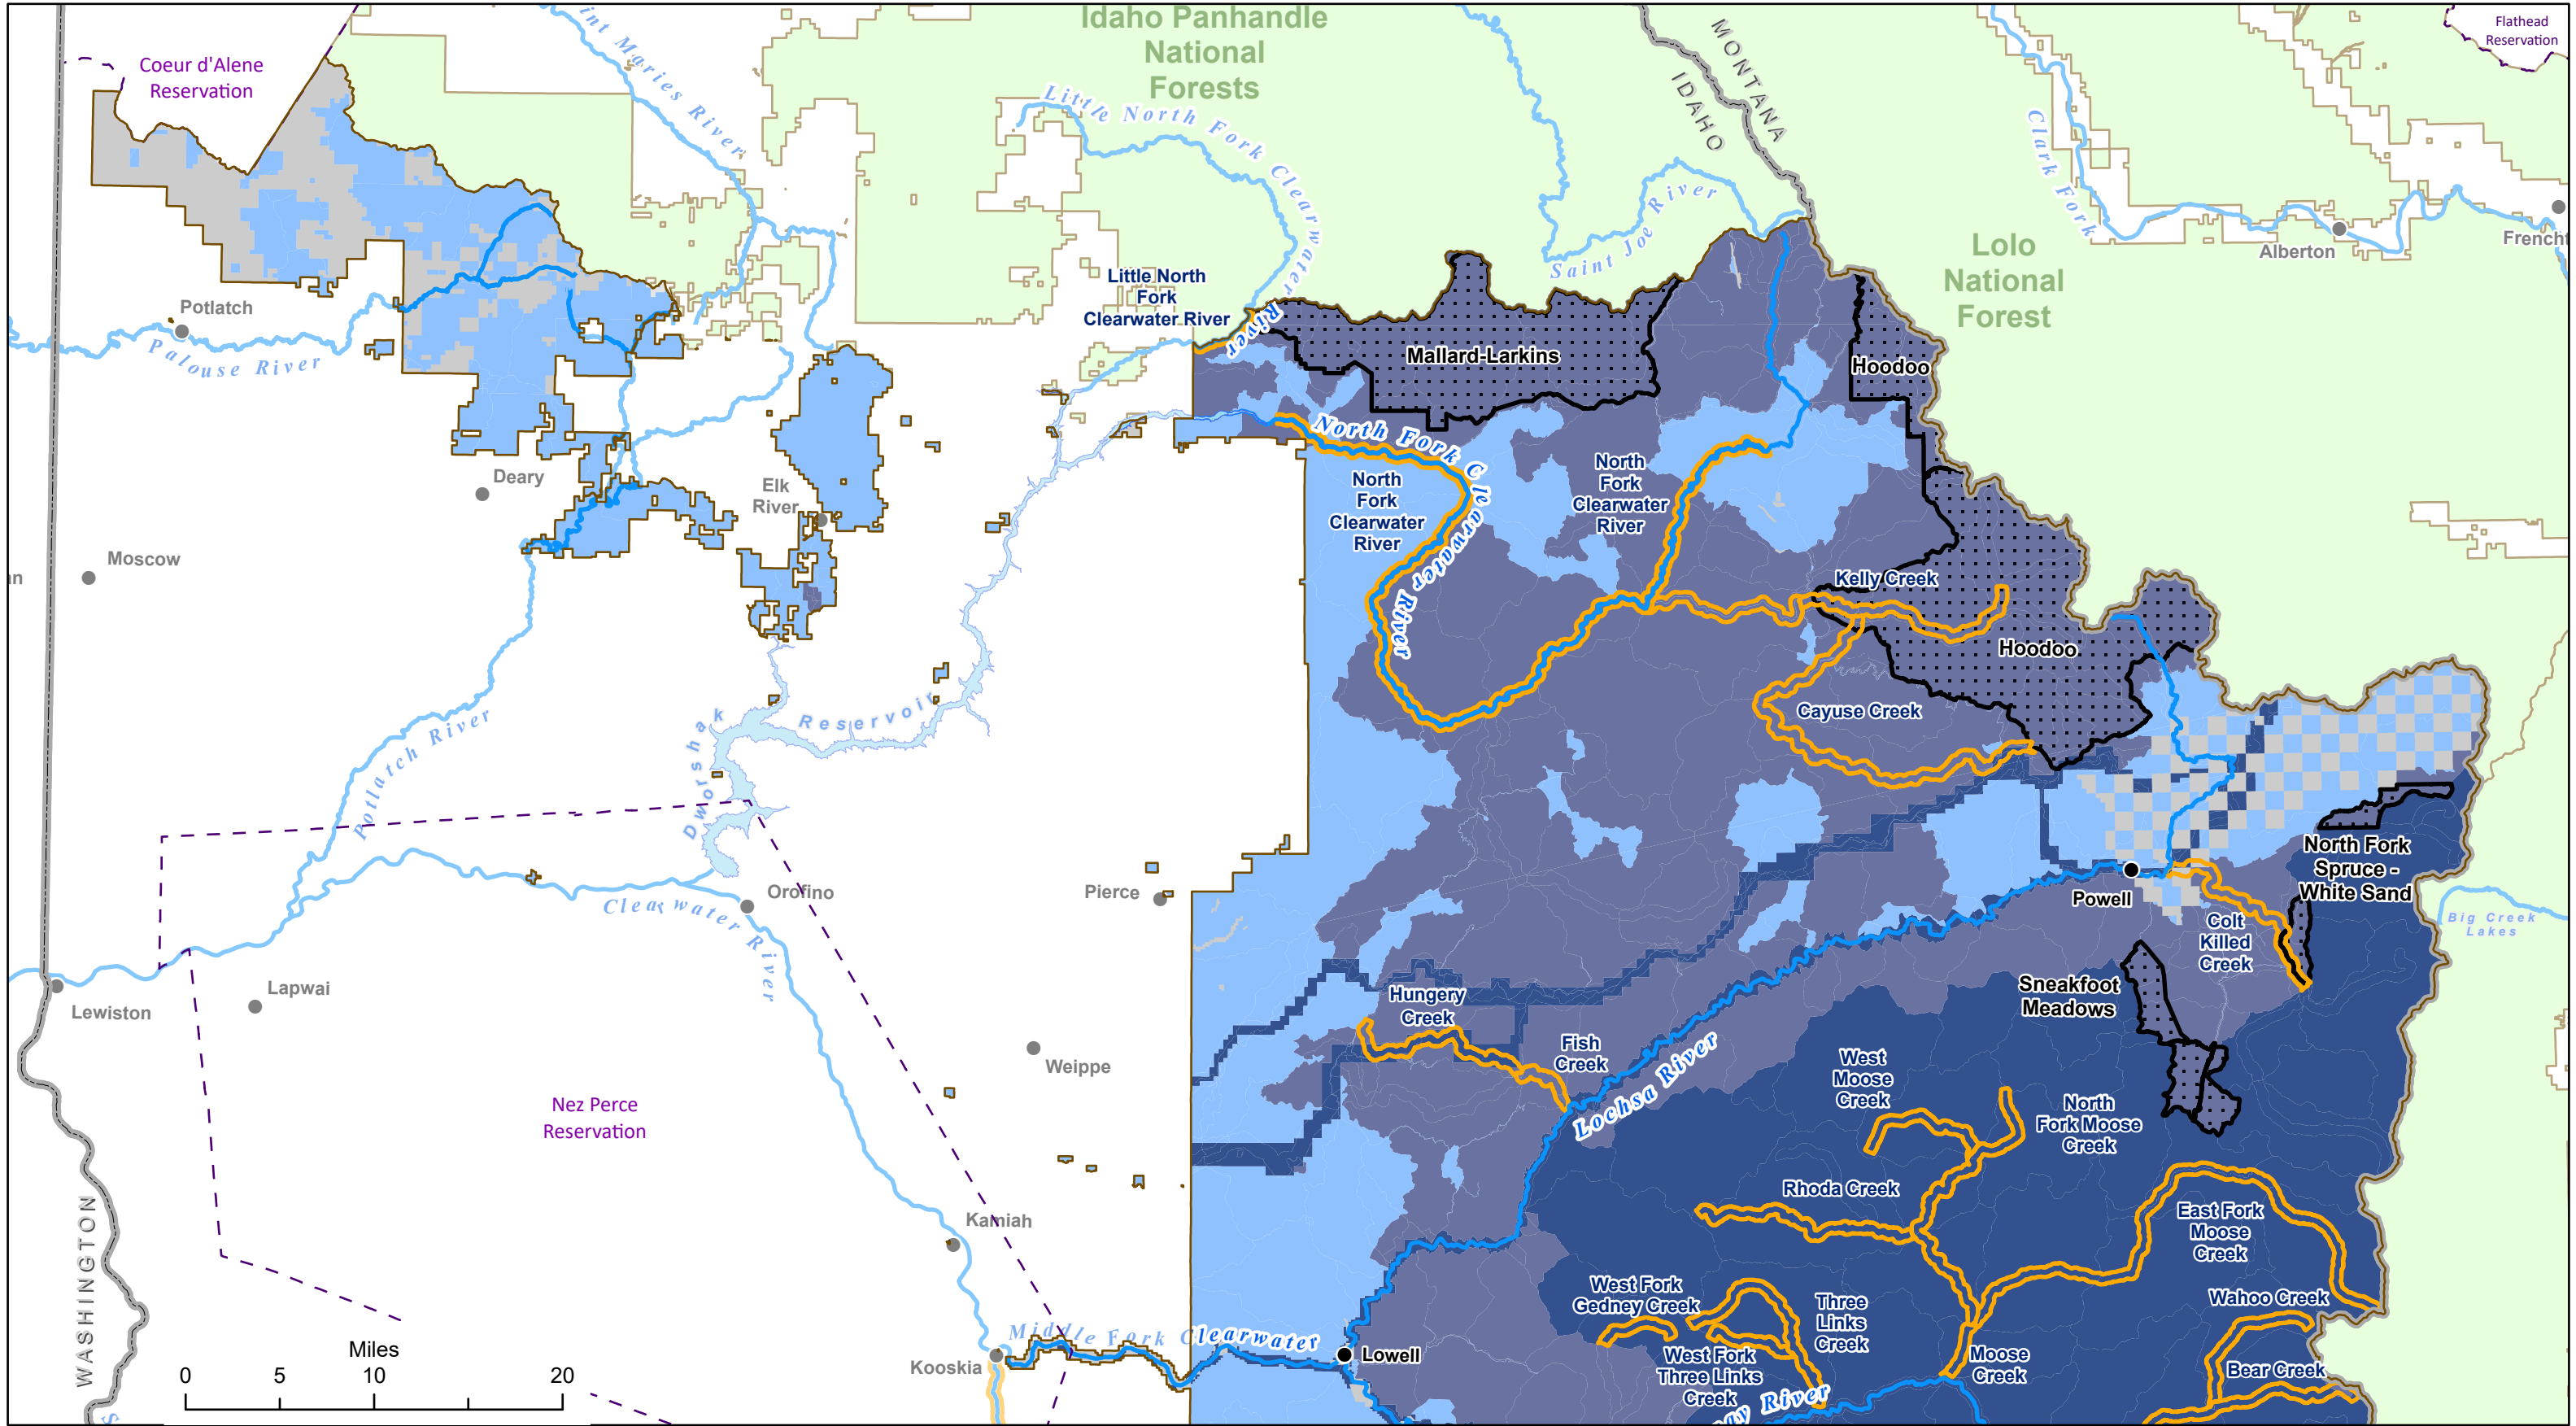 Idaho Panhandle
National
Forests
Flathead
Reservation
Coeur d'Alene
Reservation
Maries River
MONTANA
IDAHO
Little North Fork Clearwater River
Clark Fork
Saint Joe River
Alberton
Lolo
National
Forest
Little North
Fork
Clearwater River
Potlatch
Palouse River
Mallard-Larkins
Hoodoo
North Fork Clearwater River
North
Fork
Clearwater
River
North
Fork
Clearwater
River
Deary
Elk
River
Moscow
Kelly Creek
Hoodoo
Cayuse Creek
Dworshak Reservoir
Potlatch River
North Fork
Spruce -
White Sand
Powell
Colt
Killed
Creek
Big Creek
Lakes
Orofino
Pierce
Clearwater River
Lapwai
Lewiston
Sneakfoot
Meadows
Hungery
Creek
Fish
Creek
Lochsa River
Weippe
West
Moose
Creek
North
Fork Moose
Creek
Nez Perce
Reservation
Rhoda Creek
East Fork
Moose
Creek
Kamiah
WASHINGTON
West Fork
Gedney Creek
Three
Links
Creek
Wahoo Creek
Middle Fork Clearwater
Miles
0 5 10 20
Kooskia
Lowell
West Fork
Three Links
Creek
Moose
Creek
Bear Creek
River